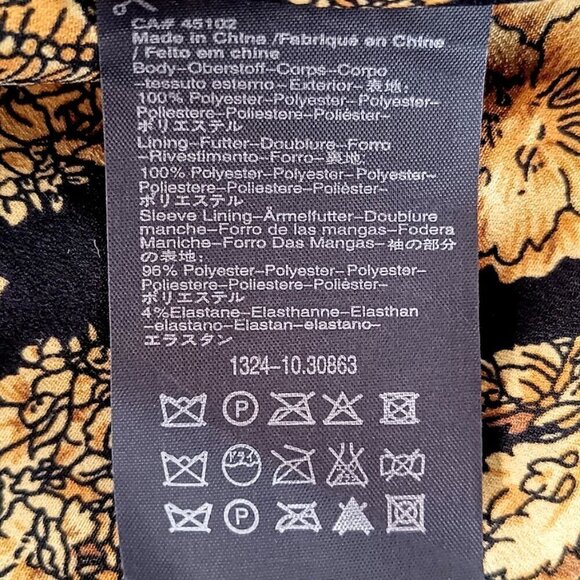 CA# 45102
Made in China /Fabriqué en Chine
/ Feito em chine
Body-Oberstoff-Corps-Corpo
-tessuto esterno-Exterior-表地:
100% Polyester-Polyester-Polyester-
Poliestere-Poliestere-Poliéster-
ポリエステル
Lining-Futter-Doublure-Forro
-Rivestimento-Forro-裏地:
100% Polyester-Polyester-Polyester-
Poliestere-Poliestere-Poliéster-
ポリエステル
Sleeve Lining-Ärmelfutter-Doublure
manche-Forro de las mangas-Fodera
Maniche-Forro Das Mangas-袖の部分
の裏地:
96% Polyester-Polyester-Polyester-
Poliestere-Poliestere-Poliéster-
ポリエステル
4%Elastane-Elasthanne-Elasthan
-elastano-Elastan-elastano-
エラスタン
1324-10.30863
P
ドライ
P